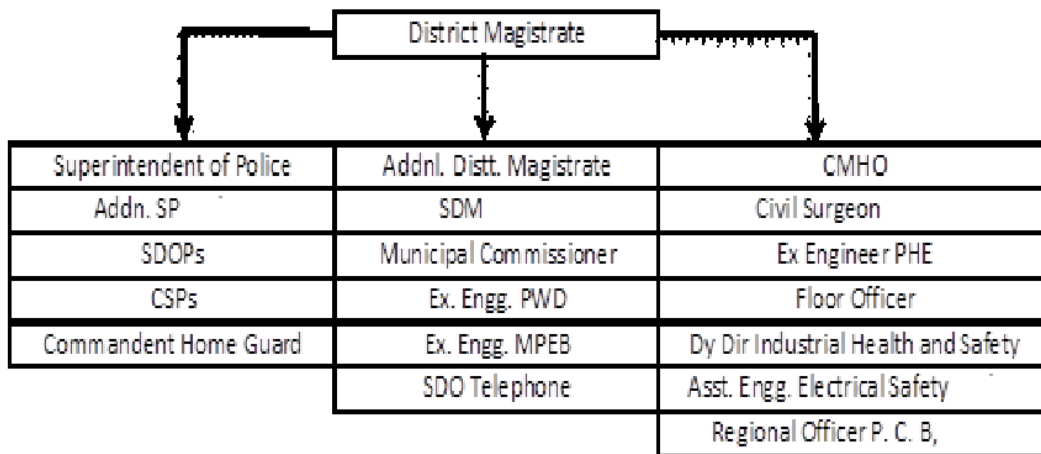 District Magistrate
Superintendent of Police
Addnl. Distt. Magistrate
CMHO
Addn. SP
SDM
Civil Surgeon
SDOPs
Municipal Commissioner
Ex Engineer PHE
CSPs
Ex. Engg. PWD
Floor Officer
Commandent Home Guard
Ex. Engg. MPEB
Dy Dir Industrial Health and Safety
SDO Telephone
Asst. Engg. Electrical Safety
Regional Officer P. C. B,